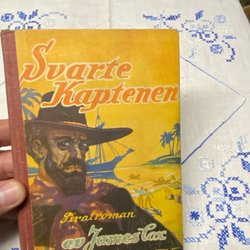 Svarte
Kaptenen
Piratroman
av James Cox